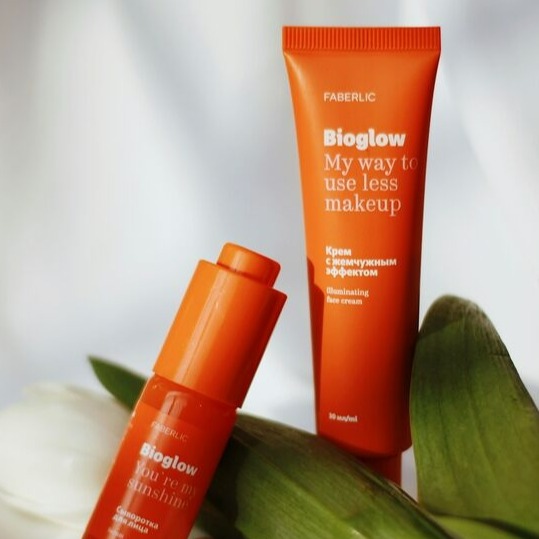 FABERLIC
Bioglow
My way to
use less
makeup
Крем
с жемчужным
эффектом
illuminating
face cream
30 мл/ml
FABERLIC
Bioglow
You're my
sunshine
Сыворотка
для лица